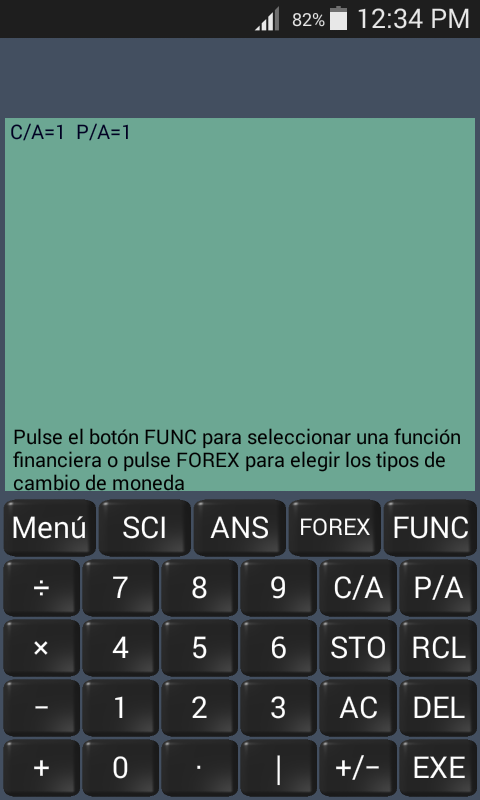 82% 12:34 PM
C/A=1 P/A=1
Pulse el botón FUNC para seleccionar una función
financiera o pulse FOREX para elegir los tipos de
cambio de moneda
Menú SCI ANS FOREX FUNC
÷ 7 8 9 C/A P/A
× 4 5 6 STO RCL
− 1 2 3 AC DEL
+ 0 · | +/− EXE